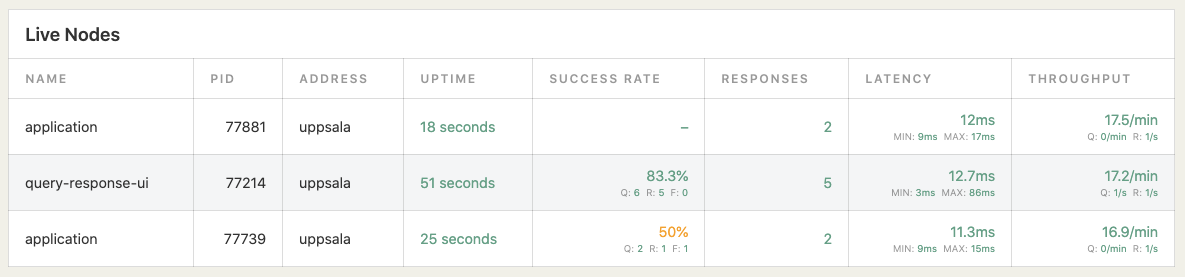 Live Nodes
NAME PID ADDRESS UPTIME SUCCESS RATE RESPONSES LATENCY THROUGHPUT
application 77881 uppsala 18 seconds – 2 12ms 17.5/min
MIN: 9ms MAX: 17ms Q: 0/min R: 1/s
query-response-ui 77214 uppsala 51 seconds 83.3% 5 12.7ms 17.2/min
Q: 6 R: 5 F: 0 MIN: 3ms MAX: 86ms Q: 1/s R: 1/s
application 77739 uppsala 25 seconds 50% 2 11.3ms 16.9/min
Q: 2 R: 1 F: 1 MIN: 9ms MAX: 15ms Q: 0/min R: 1/s